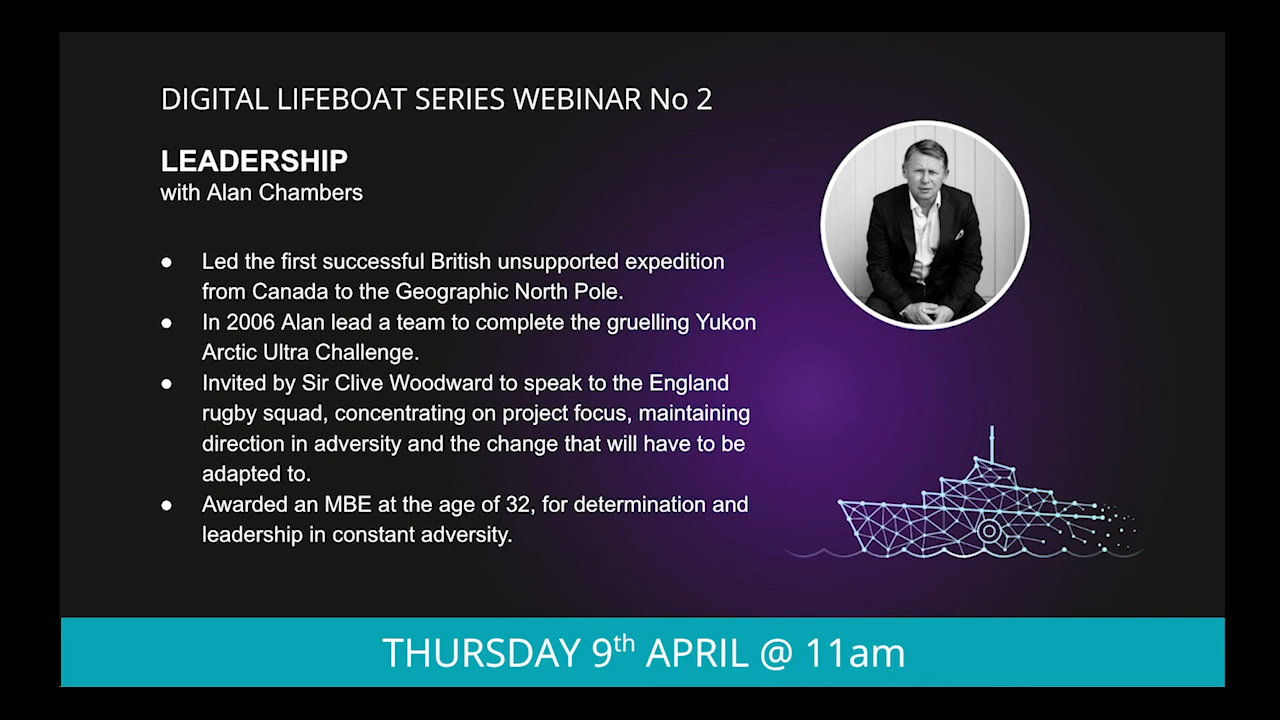 DIGITAL LIFEBOAT SERIES WEBINAR No 2
LEADERSHIP
with Alan Chambers
● Led the first successful British unsupported expedition
from Canada to the Geographic North Pole.
● In 2006 Alan lead a team to complete the gruelling Yukon
Arctic Ultra Challenge.
● Invited by Sir Clive Woodward to speak to the England
rugby squad, concentrating on project focus, maintaining
direction in adversity and the change that will have to be
adapted to.
● Awarded an MBE at the age of 32, for determination and
leadership in constant adversity.
THURSDAY 9th APRIL @ 11am